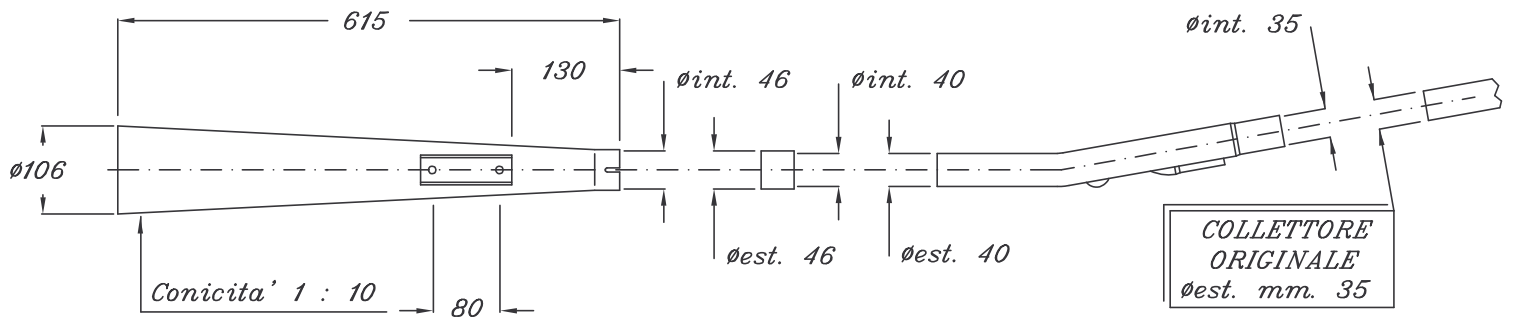 615
øint. 35
130
øint. 46
øint. 40
ø106
øest. 46
øest. 40
COLLETTORE
ORIGINALE
øest. mm. 35
Conicita' 1 : 10
80